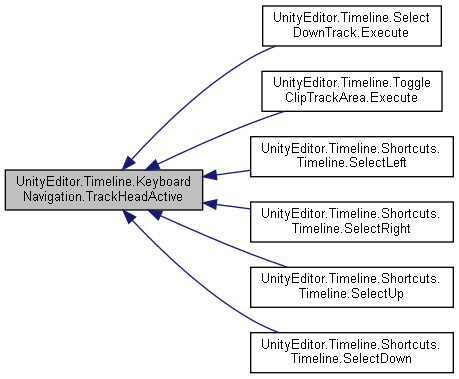 UnityEditor.Timeline.Select
DownTrack.Execute
UnityEditor.Timeline.Toggle
ClipTrackArea.Execute
UnityEditor.Timeline.Shortcuts.
Timeline.SelectLeft
UnityEditor.Timeline.Keyboard
Navigation.TrackHeadActive
UnityEditor.Timeline.Shortcuts.
Timeline.SelectRight
UnityEditor.Timeline.Shortcuts.
Timeline.SelectUp
UnityEditor.Timeline.Shortcuts.
Timeline.SelectDown